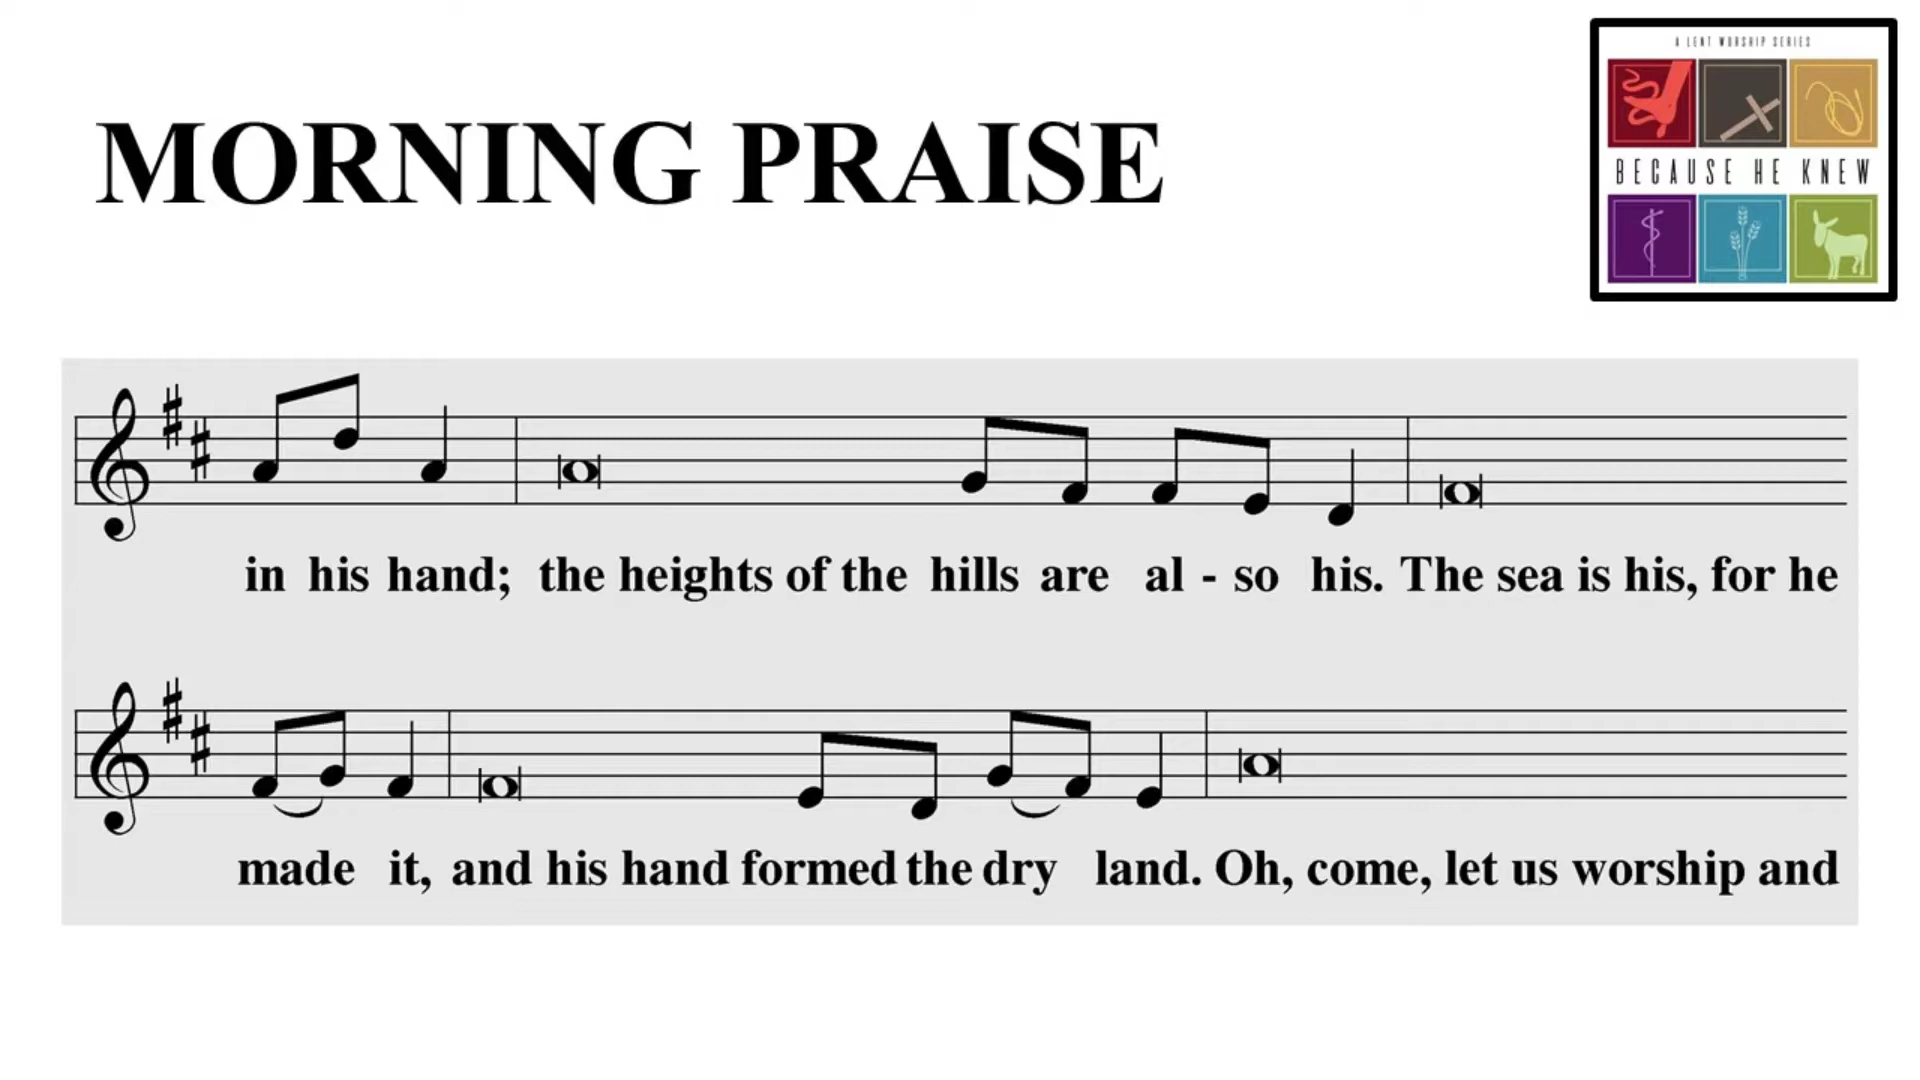 MORNING PRAISE
A LENT WORSHIP SERIES
BECAUSE HE KNEW
in his hand; the heights of the hills are al - so his. The sea is his, for he
made it, and his hand formed the dry land. Oh, come, let us worship and